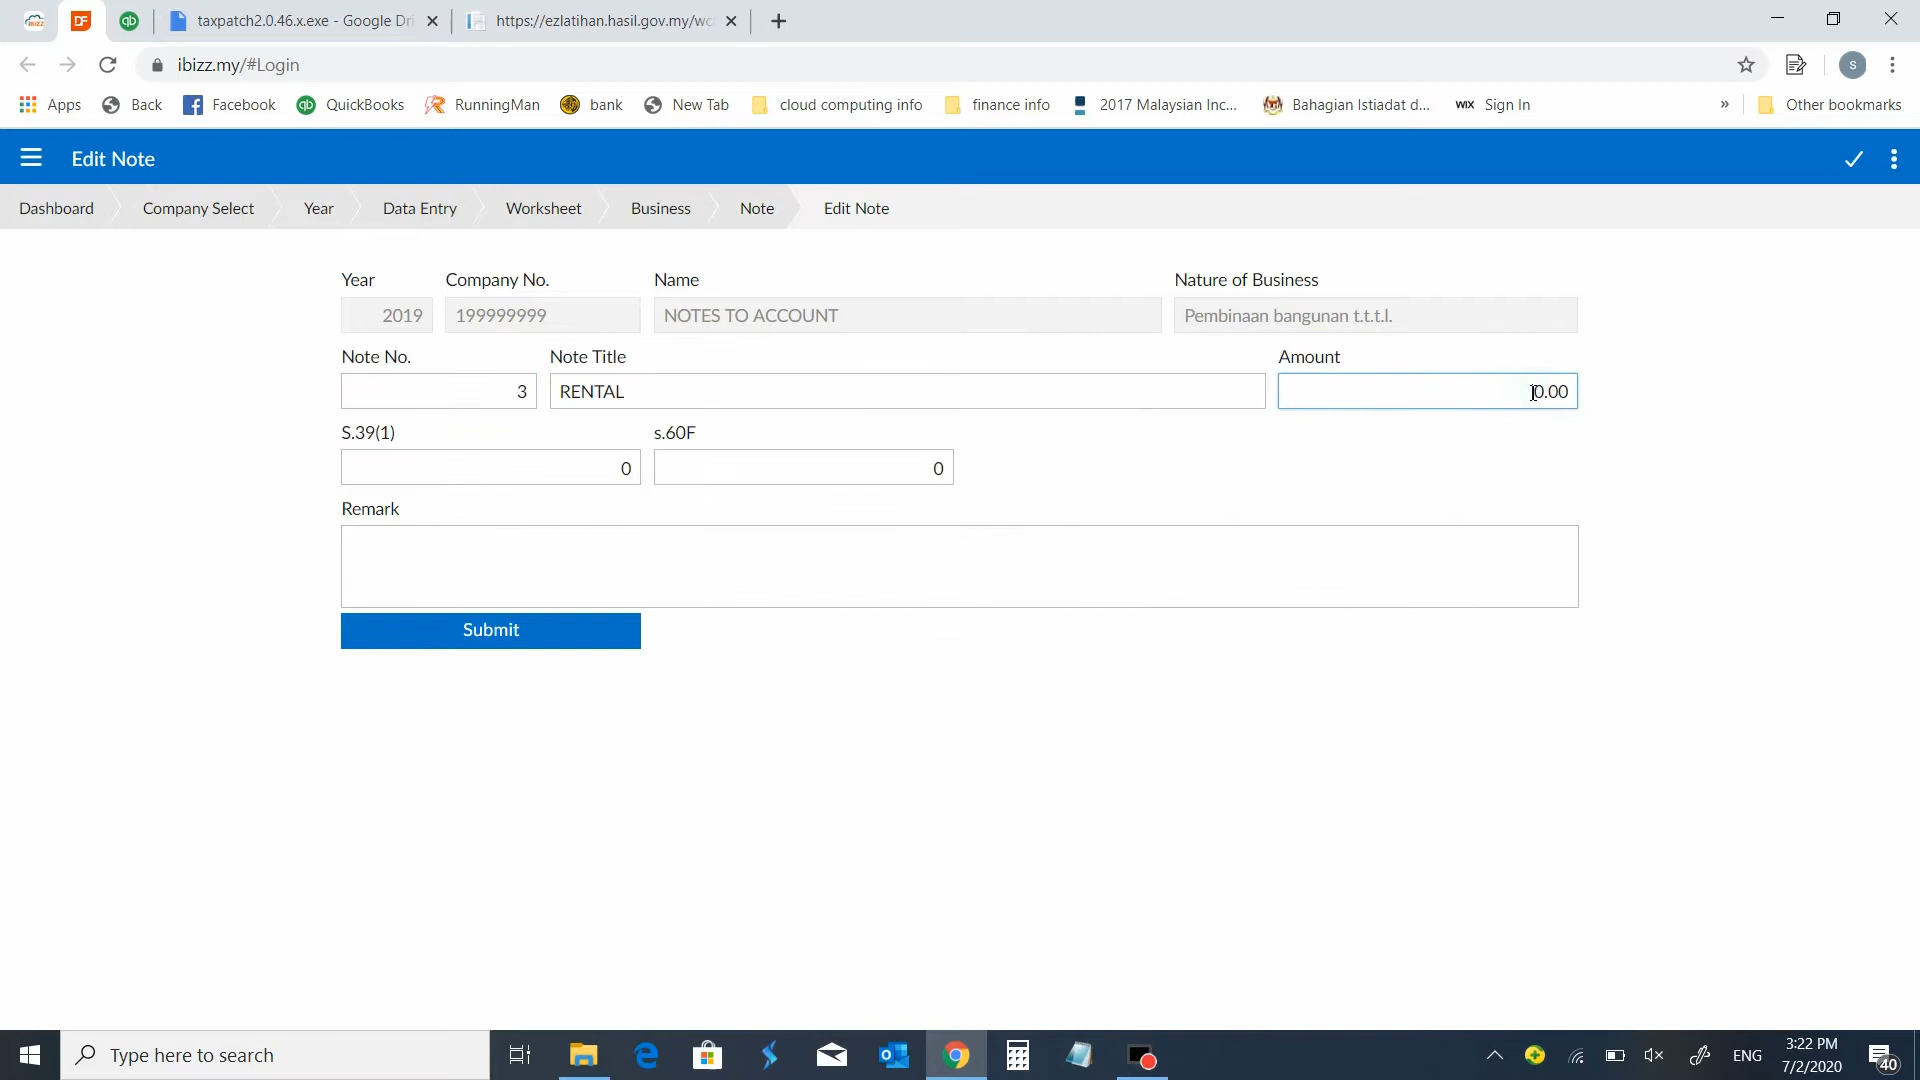 taxpatch2.0.46.x.exe - Google Dri
https://ezlatihan.hasil.gov.my/wc
ibizz.my/#Login
S
Apps Back Facebook QuickBooks RunningMan bank New Tab cloud computing info finance info 2017 Malaysian Inc... Bahagian Istiadat d... WIX Sign In » Other bookmarks
Edit Note
Dashboard Company Select Year Data Entry Worksheet Business Note Edit Note
Year Company No. Name Nature of Business
2019 199999999 NOTES TO ACCOUNT Pembinaan bangunan t.t.t.l.
Note No. Note Title Amount
3 RENTAL 0.00
S.39(1) s.60F
0 0
Remark
Submit
Type here to search
ENG
3:22 PM
7/2/2020
40